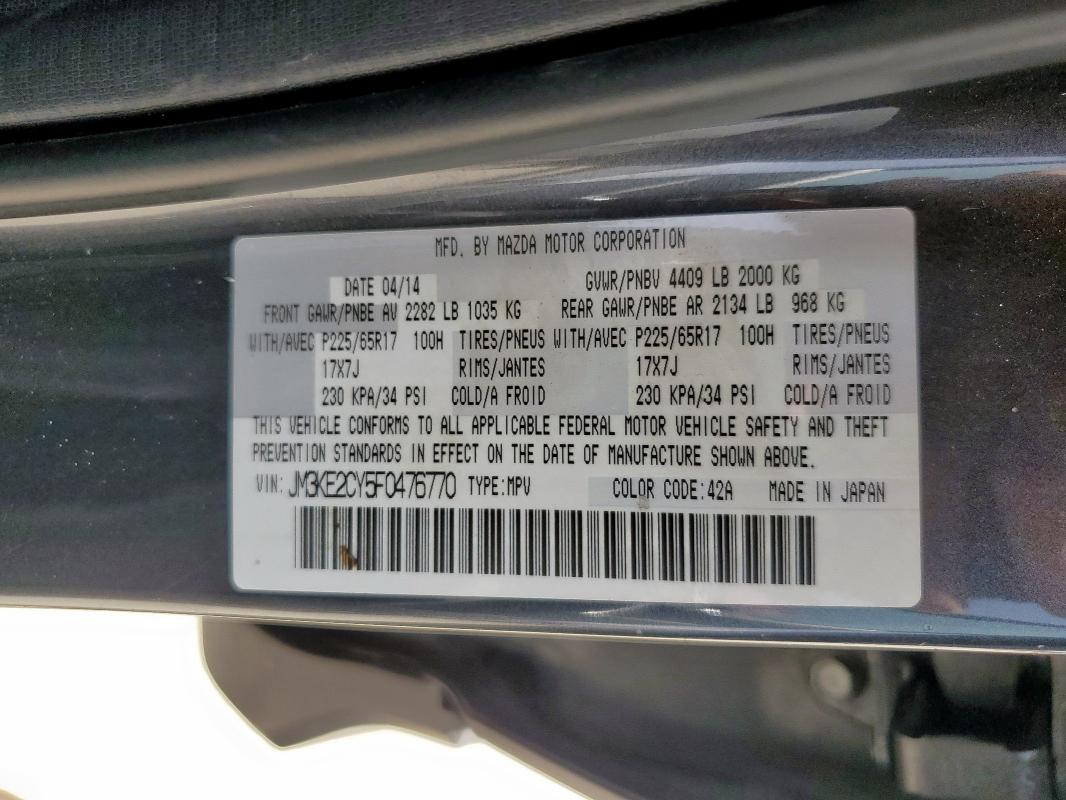 MFD. BY MAZDA MOTOR CORPORATION
DATE 04/14 GVWR/PNBV 4409 LB 2000 KG
FRONT GAWR/PNBE AV 2282 LB 1035 KG REAR GAWR/PNBE AR 2134 LB 968 KG
WITH/AVEC P225/65R17 100H TIRES/PNEUS WITH/AVEC P225/65R17 100H TIRES/PNEUS
17X7J RIMS/JANTES 17X7J RIMS/JANTES
230 KPA/34 PSI COLD/A FROID 230 KPA/34 PSI COLD/A FROID
THIS VEHICLE CONFORMS TO ALL APPLICABLE FEDERAL MOTOR VEHICLE SAFETY AND THEFT
PREVENTION STANDARDS IN EFFECT ON THE DATE OF MANUFACTURE SHOWN ABOVE.
VIN: JM3KE2CY5F0476770 TYPE:MPV COLOR CODE:42A MADE IN JAPAN